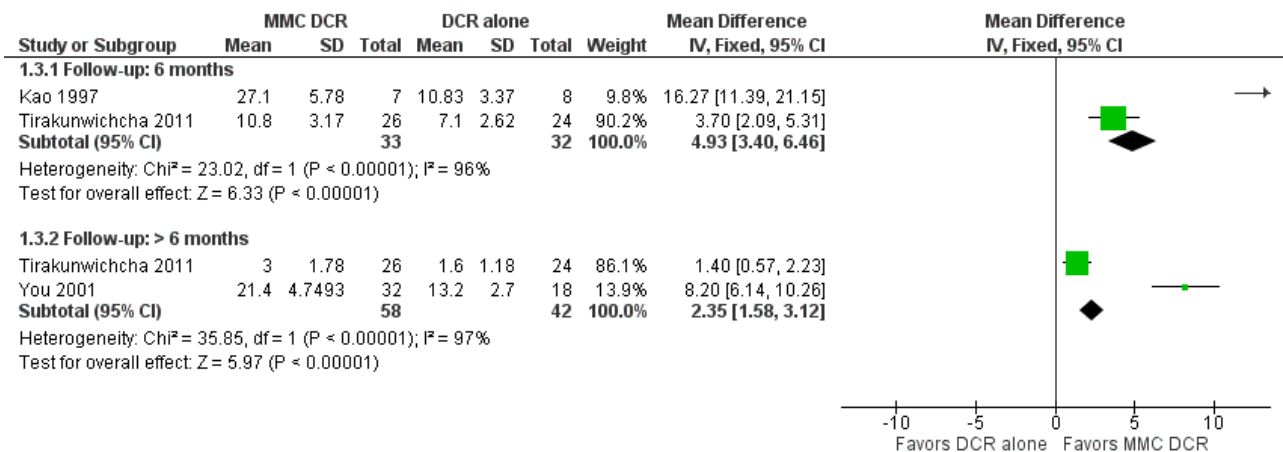 MMC DCR DCR alone Mean Difference Mean Difference
Study or Subgroup Mean SD Total Mean SD Total Weight IV, Fixed, 95% CI IV, Fixed, 95% CI
1.3.1 Follow-up: 6 months
Kao 1997 27.1 5.78 7 10.83 3.37 8 9.8% 16.27 [11.39, 21.15]
Tirakunwichcha 2011 10.8 3.17 26 7.1 2.62 24 90.2% 3.70 [2.09, 5.31]
Subtotal (95% CI) 33 32 100.0% 4.93 [3.40, 6.46]
Heterogeneity: Chi² = 23.02, df = 1 (P < 0.00001); I² = 96%
Test for overall effect: Z = 6.33 (P < 0.00001)
1.3.2 Follow-up: > 6 months
Tirakunwichcha 2011 3 1.78 26 1.6 1.18 24 86.1% 1.40 [0.57, 2.23]
You 2001 21.4 4.7493 32 13.2 2.7 18 13.9% 8.20 [6.14, 10.26]
Subtotal (95% CI) 58 42 100.0% 2.35 [1.58, 3.12]
Heterogeneity: Chi² = 35.85, df = 1 (P < 0.00001); I² = 97%
Test for overall effect: Z = 5.97 (P < 0.00001)
-10 -5 0 5 10
Favors DCR alone Favors MMC DCR